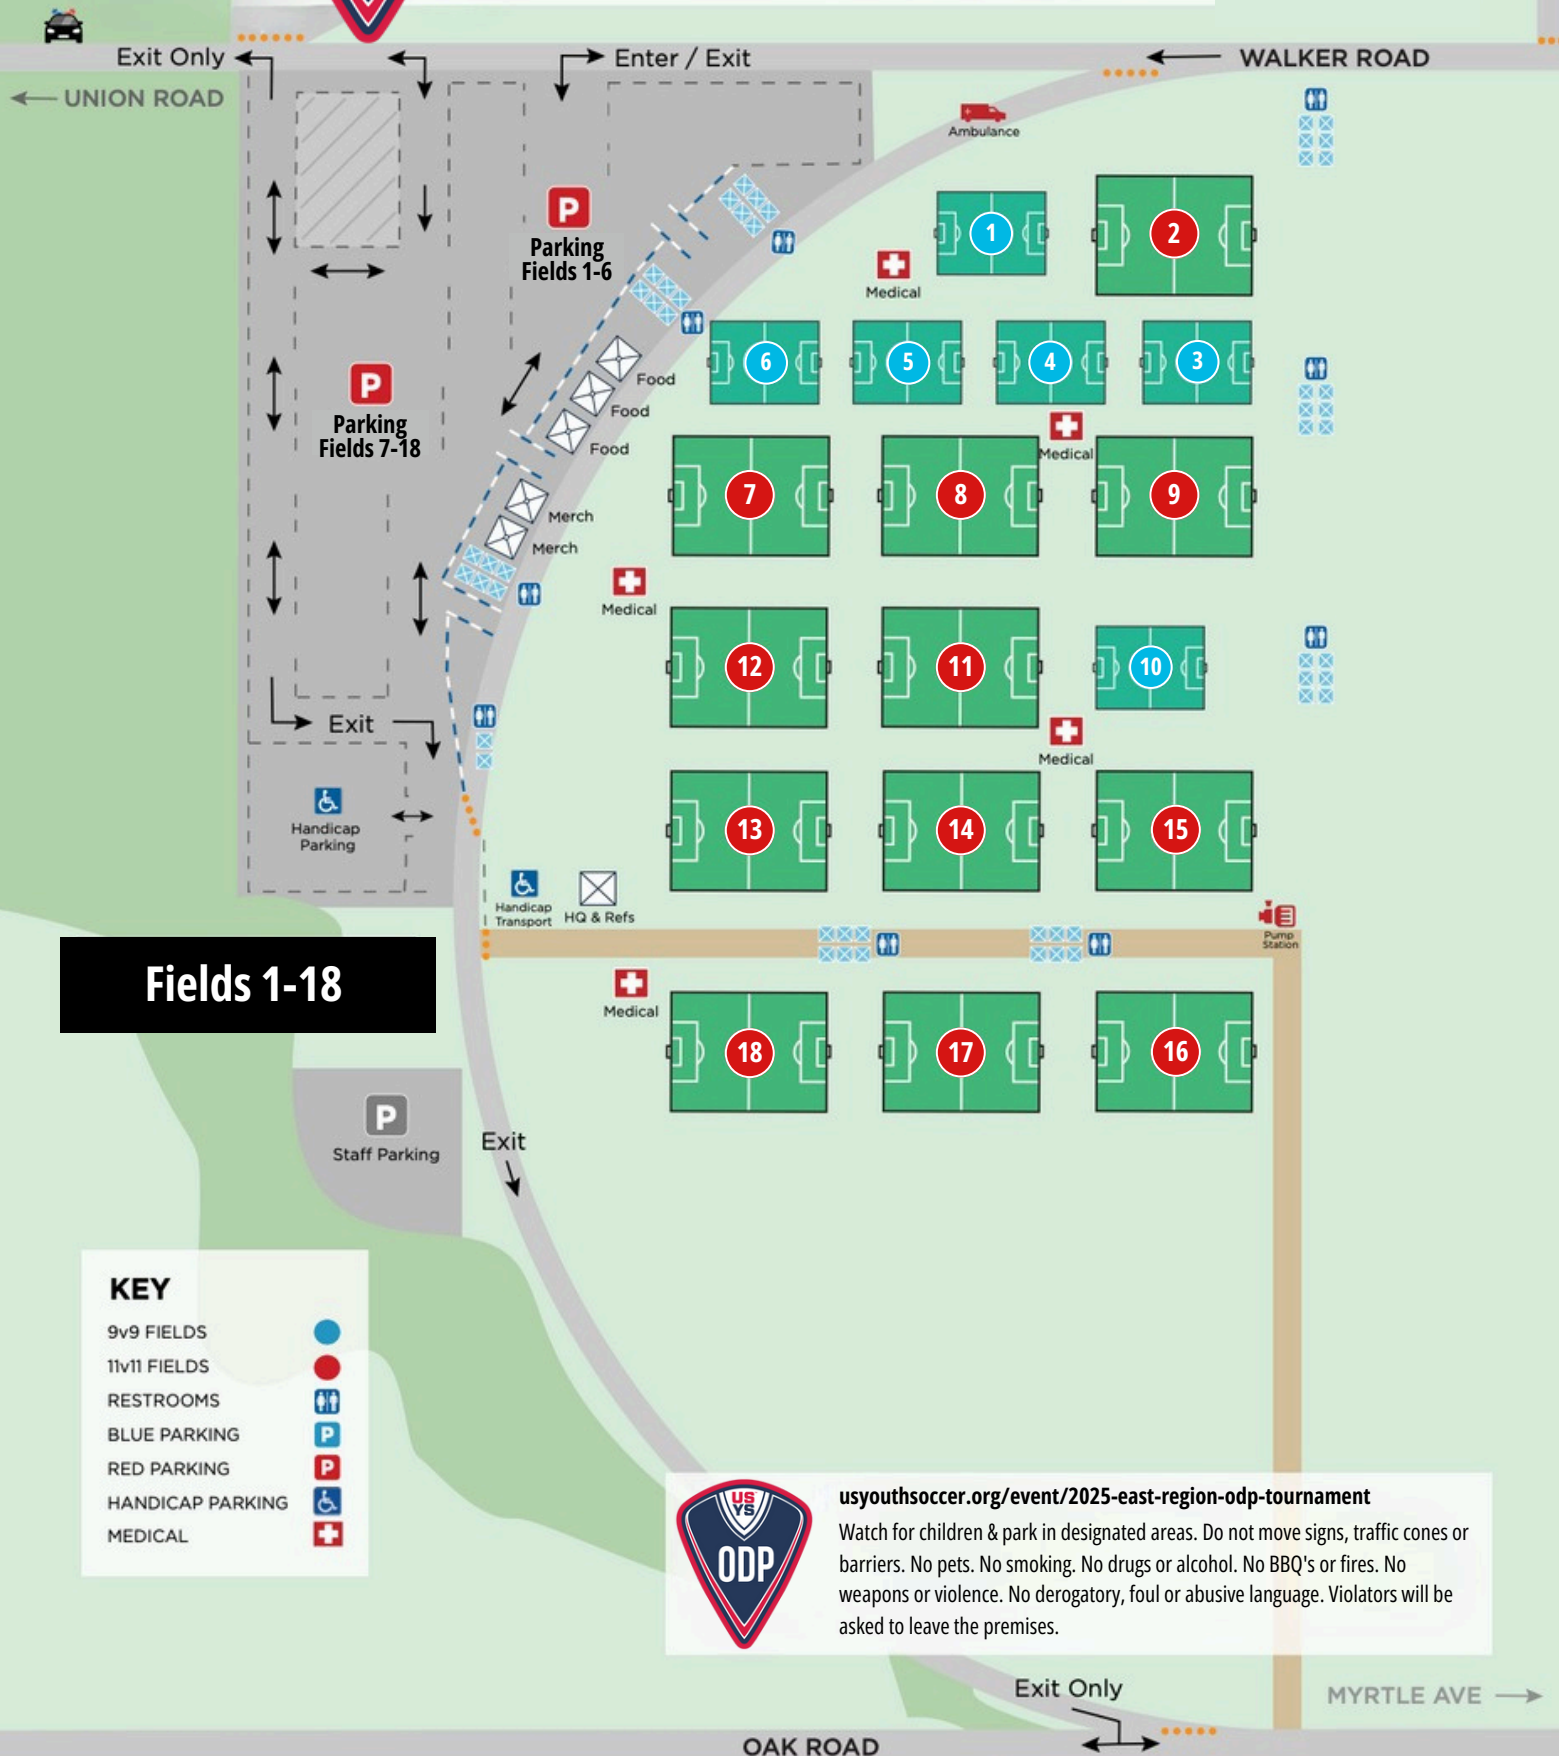 Exit Only
Enter / Exit
WALKER ROAD
UNION ROAD
Ambulance
P
Parking
Fields 1-6
1
2
Medical
6
5
4
3
P
Parking
Fields 7-18
Food
Food
Food
Medical
7
8
9
Merch
Merch
Medical
12
11
10
Exit
Medical
Handicap
Parking
13
14
15
Handicap
Transport
HQ & Refs
Pump
Station
Fields 1-18
Medical
18
17
16
P
Staff Parking
Exit
KEY
9v9 FIELDS
11v11 FIELDS
RESTROOMS
BLUE PARKING
P
RED PARKING
P
HANDICAP PARKING
MEDICAL
US
YS
ODP
usyouthsoccer.org/event/2025-east-region-odp-tournament
Watch for children & park in designated areas. Do not move signs, traffic cones or
barriers. No pets. No smoking. No drugs or alcohol. No BBQ's or fires. No
weapons or violence. No derogatory, foul or abusive language. Violators will be
asked to leave the premises.
Exit Only
MYRTLE AVE
OAK ROAD